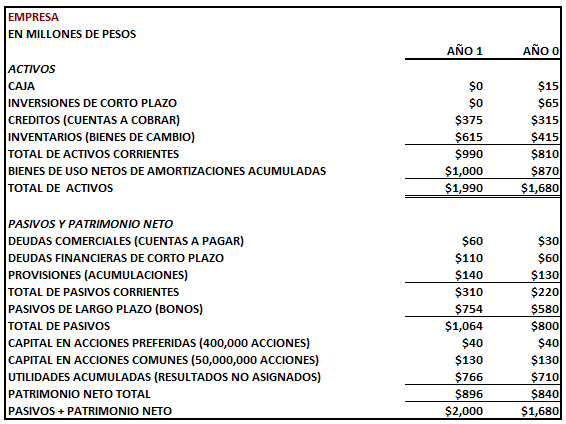 EMPRESA
EN MILLONES DE PESOS
AÑO 1 AÑO 0
ACTIVOS
CAJA $0 $15
INVERSIONES DE CORTO PLAZO $0 $65
CREDITOS (CUENTAS A COBRAR) $375 $315
INVENTARIOS (BIENES DE CAMBIO) $615 $415
TOTAL DE ACTIVOS CORRIENTES $990 $810
BIENES DE USO NETOS DE AMORTIZACIONES ACUMULADAS $1,000 $870
TOTAL DE ACTIVOS $1,990 $1,680
PASIVOS Y PATRIMONIO NETO
DEUDAS COMERCIALES (CUENTAS A PAGAR) $60 $30
DEUDAS FINANCIERAS DE CORTO PLAZO $110 $60
PROVISIONES (ACUMULACIONES) $140 $130
TOTAL DE PASIVOS CORRIENTES $310 $220
PASIVOS DE LARGO PLAZO (BONOS) $754 $580
TOTAL DE PASIVOS $1,064 $800
CAPITAL EN ACCIONES PREFERIDAS (400,000 ACCIONES) $40 $40
CAPITAL EN ACCIONES COMUNES (50,000,000 ACCIONES) $130 $130
UTILIDADES ACUMULADAS (RESULTADOS NO ASIGNADOS) $766 $710
PATRIMONIO NETO TOTAL $896 $840
PASIVOS + PATRIMONIO NETO $2,000 $1,680